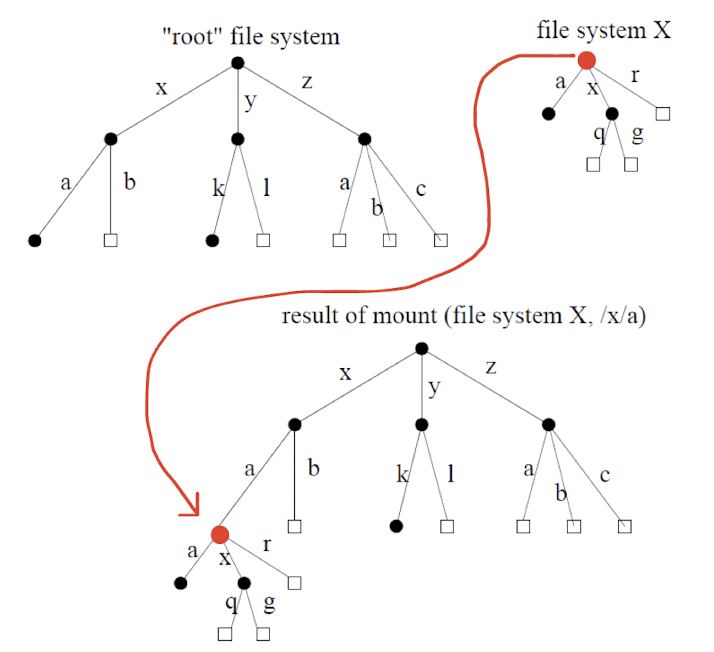 "root" file system
file system X
x
y
z
a
x
r
a
b
k
l
a
b
c
q
g
result of mount (file system X, /x/a)
x
y
z
a
b
k
l
a
b
c
a
x
r
q
g